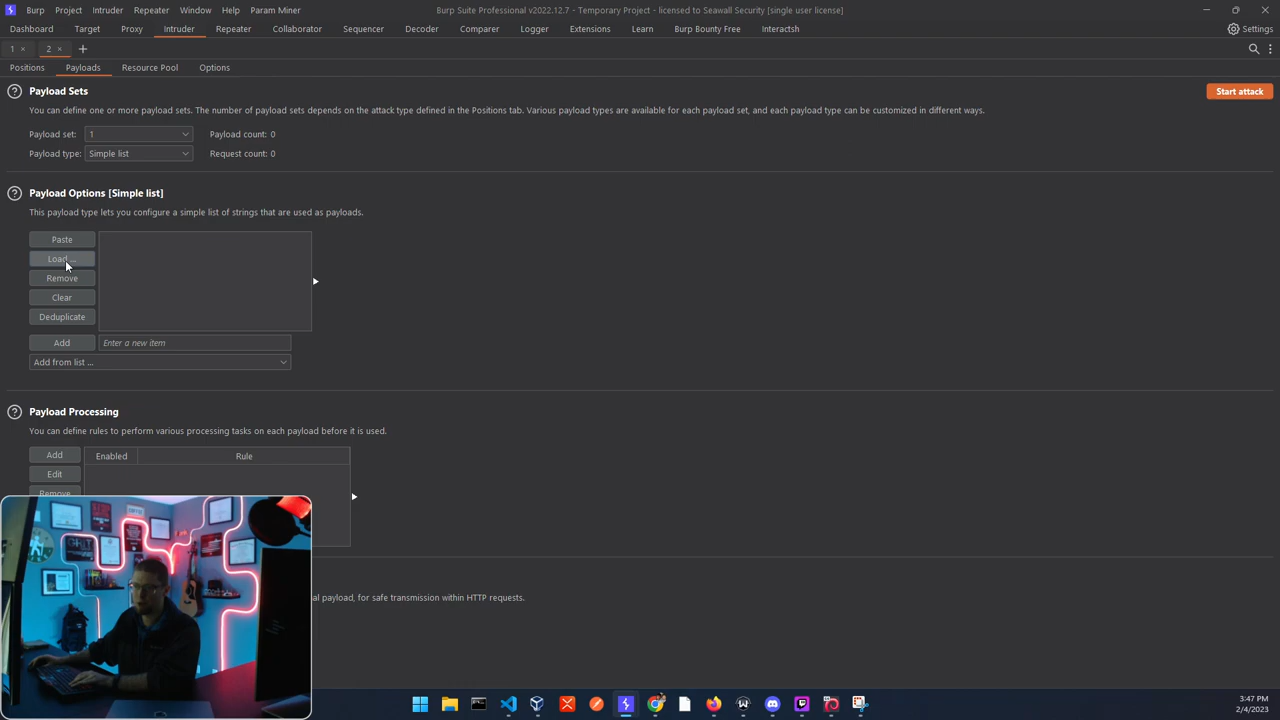 Burp Project Intruder Repeater Window Help Param Miner Burp Suite Professional v2022.12.7 - Temporary Project - licensed to Seawall Security [single user license]
Dashboard Target Proxy Intruder Repeater Collaborator Sequencer Decoder Comparer Logger Extensions Learn Burp Bounty Free Interactsh Settings
1 × 2 × +
Positions Payloads Resource Pool Options
? Payload Sets Start attack
You can define one or more payload sets. The number of payload sets depends on the attack type defined in the Positions tab. Various payload types are available for each payload set, and each payload type can be customized in different ways.
Payload set: 1 Payload count: 0
Payload type: Simple list Request count: 0
? Payload Options [Simple list]
This payload type lets you configure a simple list of strings that are used as payloads.
Paste
Load ...
Remove
Clear
Deduplicate
Add Enter a new item
Add from list ...
? Payload Processing
You can define rules to perform various processing tasks on each payload before it is used.
Add Enabled Rule
Edit
Remove
al payload, for safe transmission within HTTP requests.
3:47 PM
2/4/2023